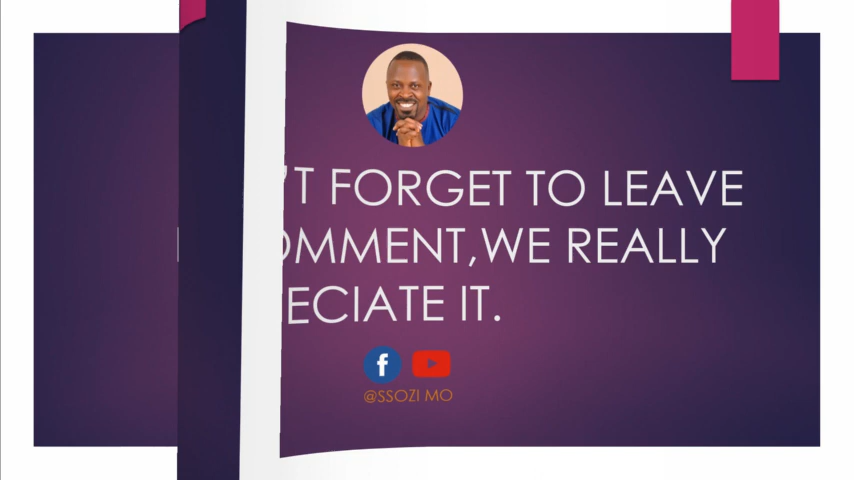 'T FORGET TO LEAVE
OMMENT,WE REALLY
ECIATE IT.
@SSOZI MO